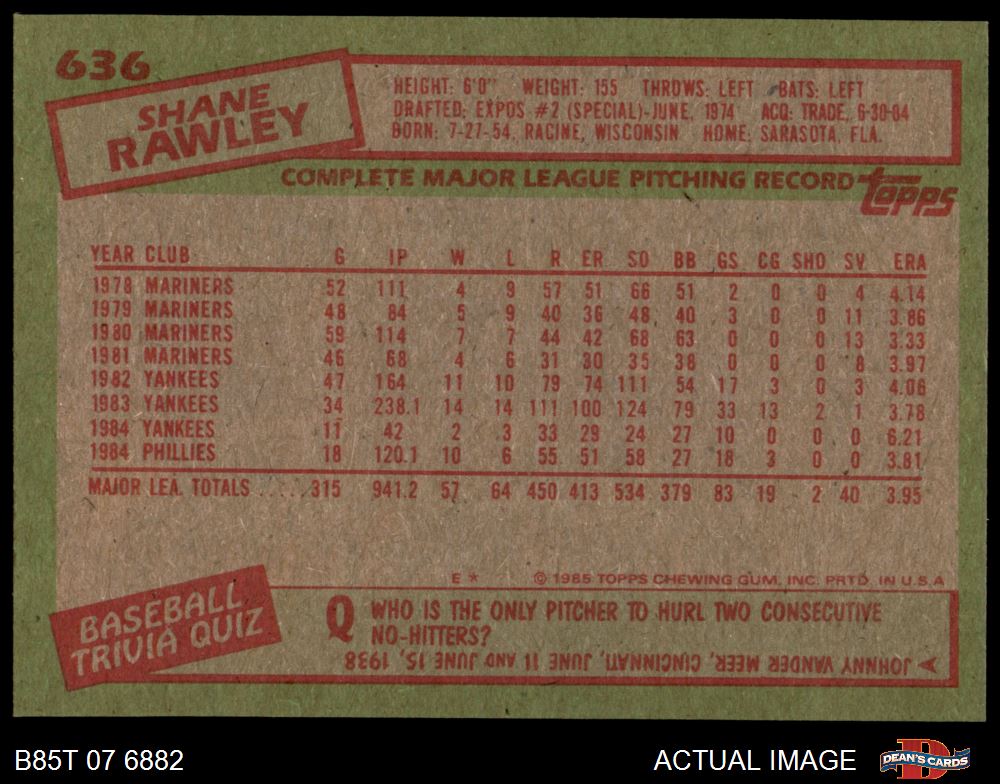 636
SHANE
RAWLEY
HEIGHT: 6'0" WEIGHT: 155 THROWS: LEFT BATS: LEFT
DRAFTED: EXPOS #2 (SPECIAL)-JUNE, 1974 ACQ: TRADE, 6-30-84
BORN: 7-27-54, RACINE, WISCONSIN HOME: SARASOTA, FLA.
COMPLETE MAJOR LEAGUE PITCHING RECORD topps
YEAR CLUB G IP W L R ER SO BB GS CG SHO SV ERA
1978 MARINERS 52 111 4 9 57 51 66 51 2 0 0 4 4.14
1979 MARINERS 48 84 5 9 40 36 48 40 3 0 0 11 3.86
1980 MARINERS 59 114 7 7 44 42 68 63 0 0 0 13 3.33
1981 MARINERS 46 68 4 6 31 30 35 38 0 0 0 8 3.97
1982 YANKEES 47 164 11 10 79 74 111 54 17 3 0 3 4.06
1983 YANKEES 34 238.1 14 14 111 100 124 79 33 13 2 1 3.78
1984 YANKEES 11 42 2 3 33 29 24 27 10 0 0 0 6.21
1984 PHILLIES 18 120.1 10 6 55 51 58 27 18 3 0 0 3.81
MAJOR LEA. TOTALS .....315 941.2 57 64 450 413 534 379 83 19 2 40 3.95
E * © 1985 TOPPS CHEWING GUM, INC. PRTD. IN U.S.A
BASEBALL
TRIVIA QUIZ
Q WHO IS THE ONLY PITCHER TO HURL TWO CONSECUTIVE
NO-HITTERS?
JOHNNY VANDER MEER, CINCINNATI, JUNE 11 AND JUNE 15, 1938
B85T 07 6882 ACTUAL IMAGE D DEAN'S CARDS